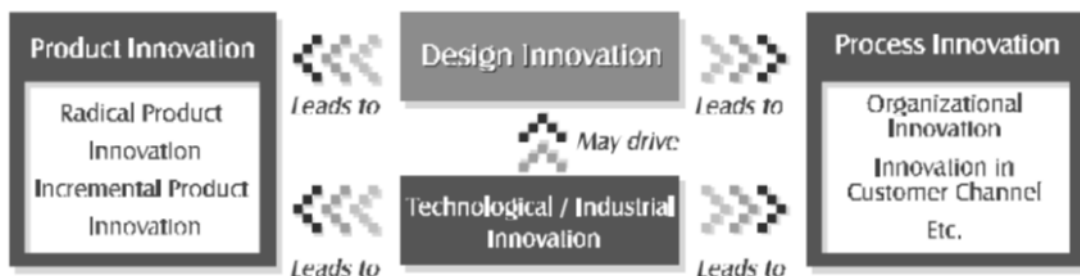 Product Innovation
Radical Product
Innovation
Incremental Product
Innovation
Leads to
Leads to
Design Innovation
May drive
Technological / Industrial
Innovation
Leads to
Leads to
Process Innovation
Organizational
Innovation
Innovation in
Customer Channel
Etc.